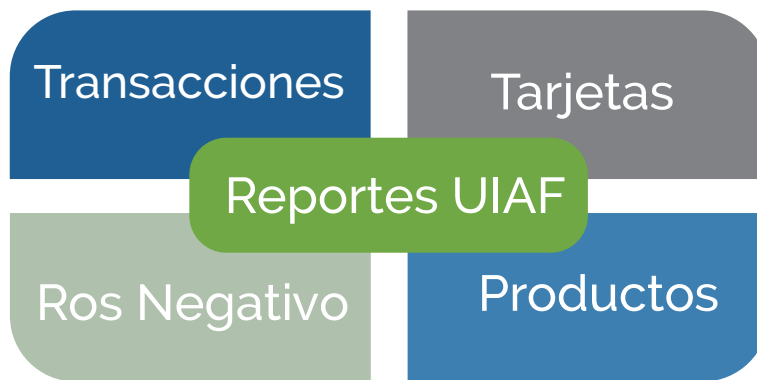 Transacciones
Tarjetas
Reportes UIAF
Ros Negativo
Productos